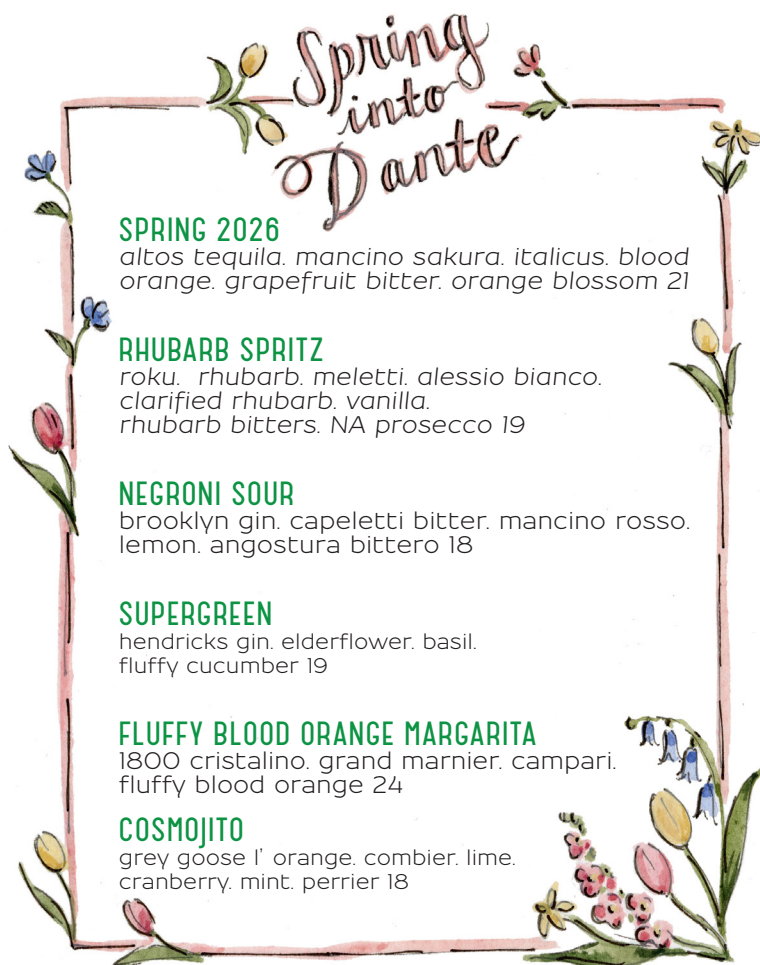 Spring
into
Dante
SPRING 2026
altos tequila. mancino sakura. italicus. blood
orange. grapefruit bitter. orange blossom 21
RHUBARB SPRITZ
roku.  rhubarb. meletti. alessio bianco.
clarified rhubarb. vanilla.
rhubarb bitters. NA prosecco 19
NEGRONI SOUR
brooklyn gin. capeletti bitter. mancino rosso.
lemon. angostura bittero 18
SUPERGREEN
hendricks gin. elderflower. basil.
fluffy cucumber 19
FLUFFY BLOOD ORANGE MARGARITA
1800 cristalino. grand marnier. campari.
fluffy blood orange 24
COSMOJITO
grey goose l' orange. combier. lime.
cranberry. mint. perrier 18